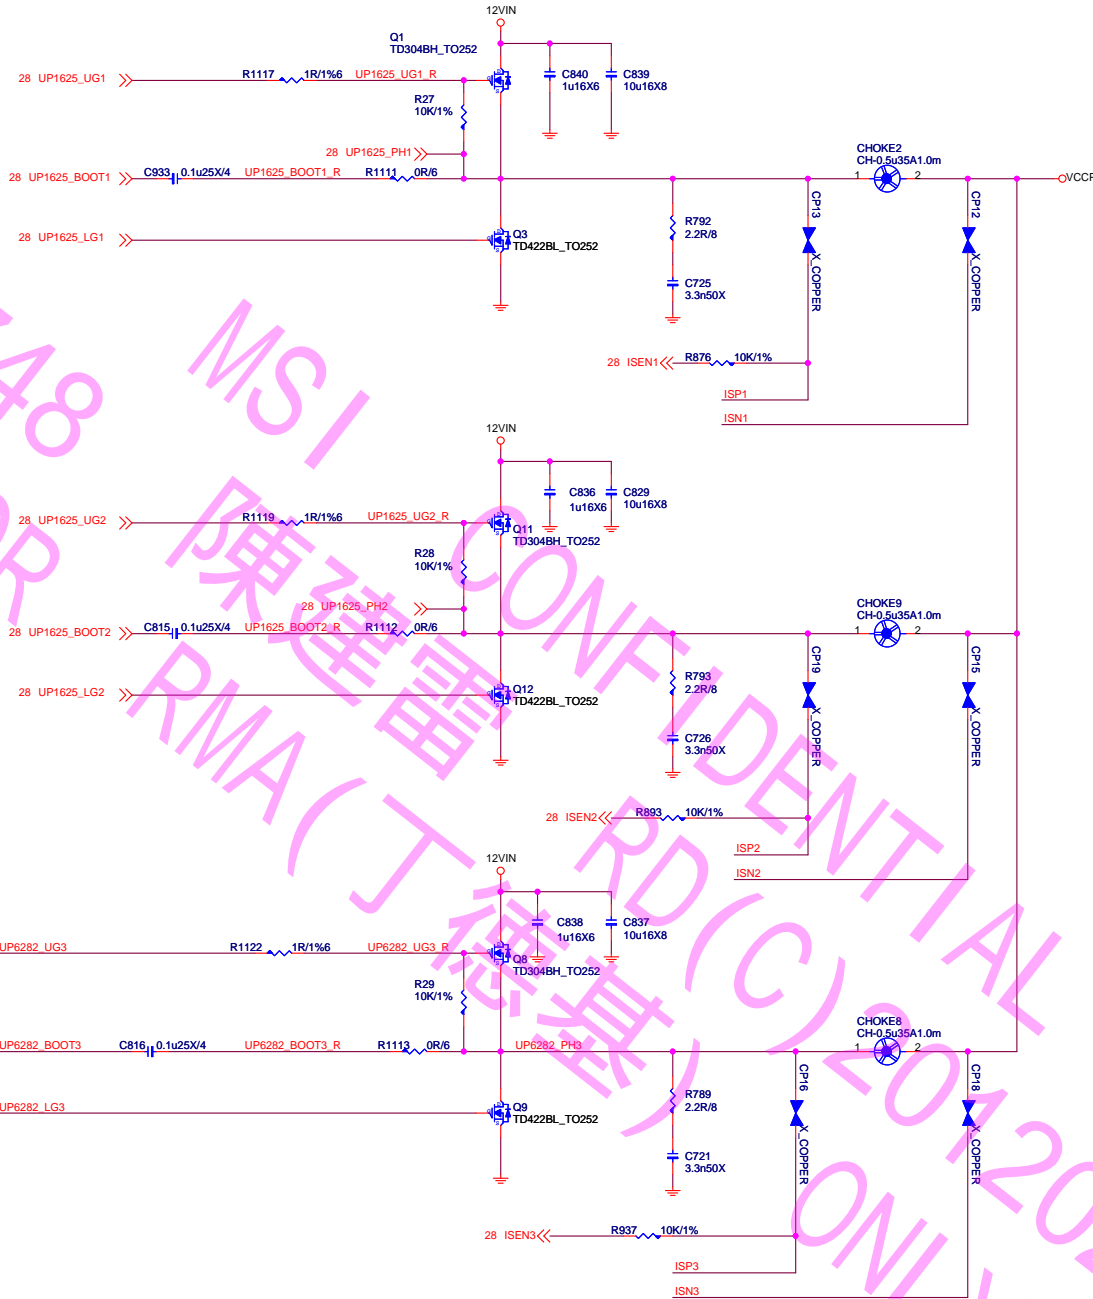 12VIN
Q1
TD304BH_TO252
28 UP1625_UG1
R1117 1R/1%6 UP1625_UG1_R
C840
1u16X6
C839
10u16X8
R27
10K/1%
28 UP1625_PH1
28 UP1625_BOOT1
C933 0.1u25X/4 UP1625_BOOT1_R R1111 0R/6
CHOKE2
CH-0.5u35A1.0m
1 2
28 UP1625_LG1
Q3
TD422BL_TO252
R792
2.2R/8
C725
3.3n50X
CP13
X_COPPER
CP12
X_COPPER
28 ISEN1
R876 10K/1%
ISP1
ISN1
12VIN
C836
1u16X6
C829
10u16X8
28 UP1625_UG2
R1119 1R/1%6 UP1625_UG2_R
Q11
TD304BH_TO252
R28
10K/1%
28 UP1625_PH2
28 UP1625_BOOT2
C815 0.1u25X/4 UP1625_BOOT2_R R1112 0R/6
CHOKE9
CH-0.5u35A1.0m
1 2
28 UP1625_LG2
Q12
TD422BL_TO252
R793
2.2R/8
C726
3.3n50X
CP19
X_COPPER
CP15
X_COPPER
28 ISEN2
R893 10K/1%
ISP2
ISN2
12VIN
C838
1u16X6
C837
10u16X8
UP6282_UG3
R1122 1R/1%6 UP6282_UG3_R
Q8
TD304BH_TO252
R29
10K/1%
UP6282_BOOT3
C816 0.1u25X/4 UP6282_BOOT3_R R1113 0R/6
UP6282_PH3
CHOKE8
CH-0.5u35A1.0m
1 2
UP6282_LG3
Q9
TD422BL_TO252
R789
2.2R/8
C721
3.3n50X
CP16
X_COPPER
CP18
X_COPPER
28 ISEN3
R937 10K/1%
ISP3
ISN3
MSI CONFIDENTIAL
陳建雷 RD(C)2012
RMA(丁德基)